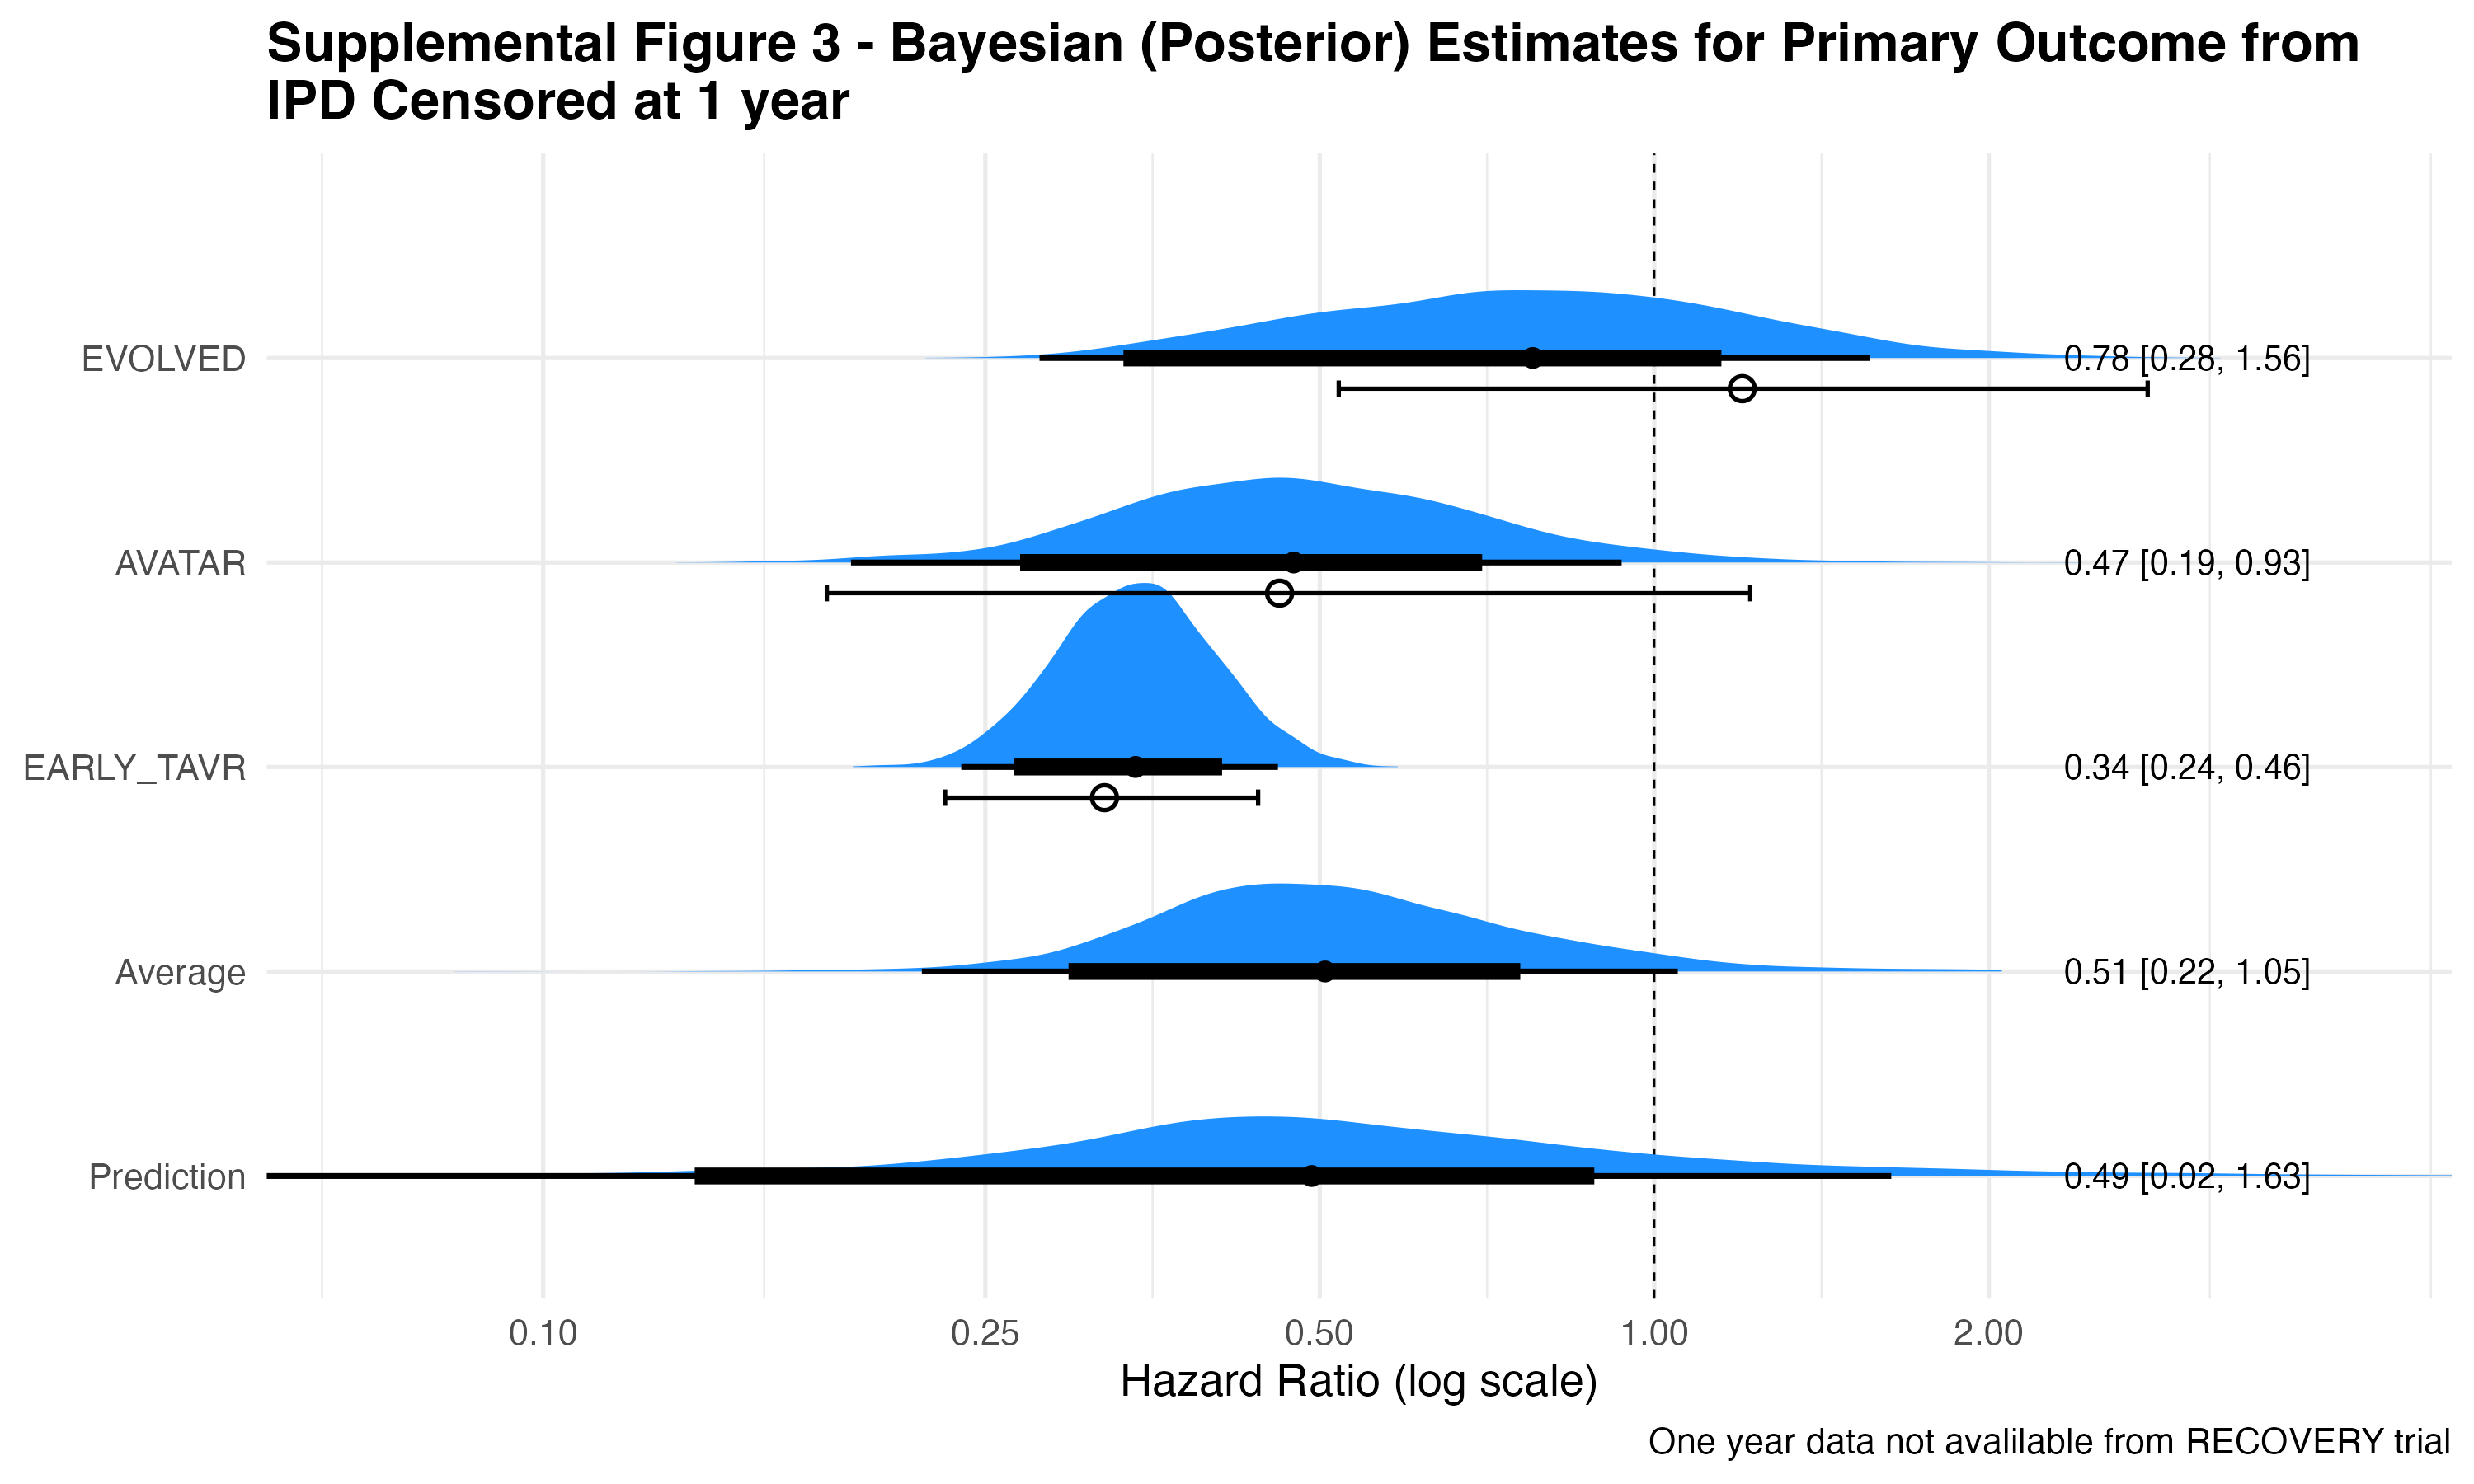 Supplemental Figure 3 - Bayesian (Posterior) Estimates for Primary Outcome from
IPD Censored at 1 year
EVOLVED
0.78 [0.28, 1.56]
AVATAR
0.47 [0.19, 0.93]
EARLY_TAVR
0.34 [0.24, 0.46]
Average
0.51 [0.22, 1.05]
Prediction
0.49 [0.02, 1.63]
0.10
0.25
0.50
1.00
2.00
Hazard Ratio (log scale)
One year data not avalilable from RECOVERY trial